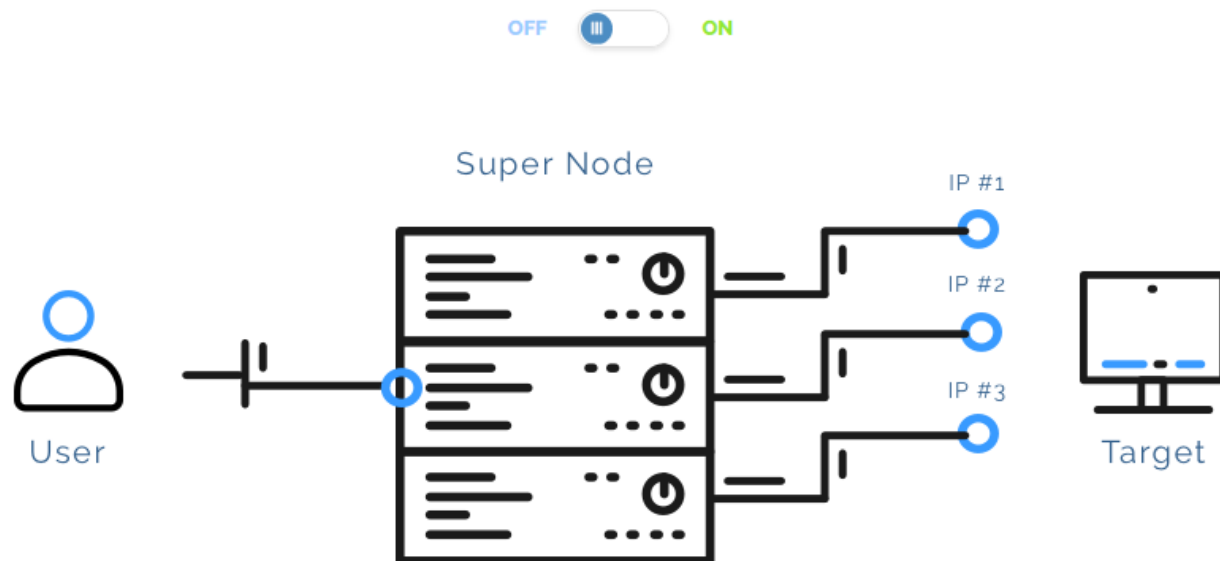 OFF ON
Super Node
IP #1
IP #2
IP #3
User
Target